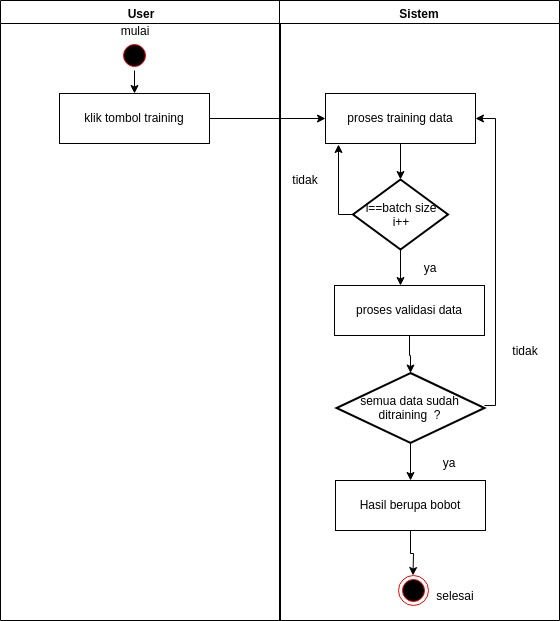 User
Sistem
mulai
klik tombol training
proses training data
tidak
i==batch size
i++
ya
proses validasi data
tidak
semua data sudah
ditraining ?
ya
Hasil berupa bobot
selesai